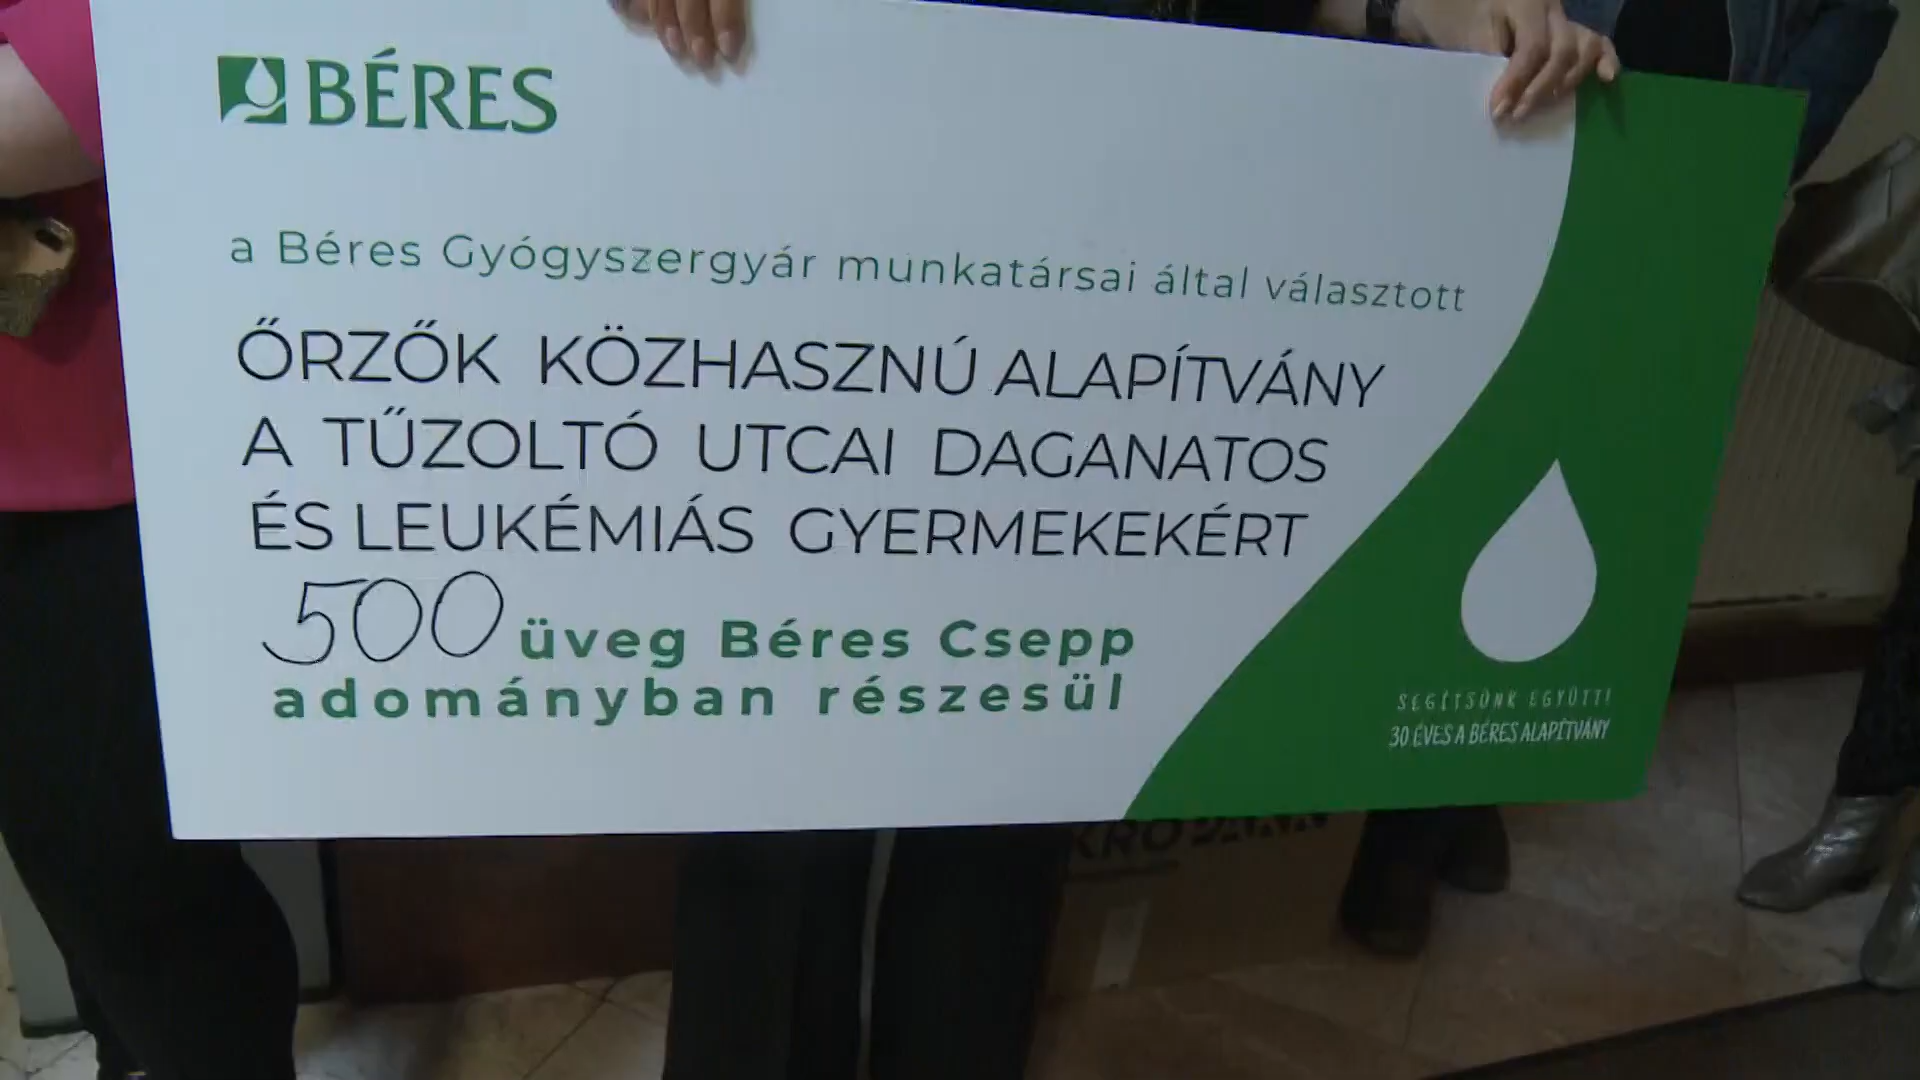 BÉRES
a Béres Gyógyszergyár munkatársai által választott
ŐRZŐK KÖZHASZNÚ ALAPÍTVÁNY
A TŰZOLTÓ UTCAI DAGANATOS
ÉS LEUKÉMIÁS GYERMEKEKÉRT
500 üveg Béres Csepp
adományban részesül
SEGÍTSÜNK EGYÜTT!
30 ÉVES A BÉRES ALAPÍTVÁNY